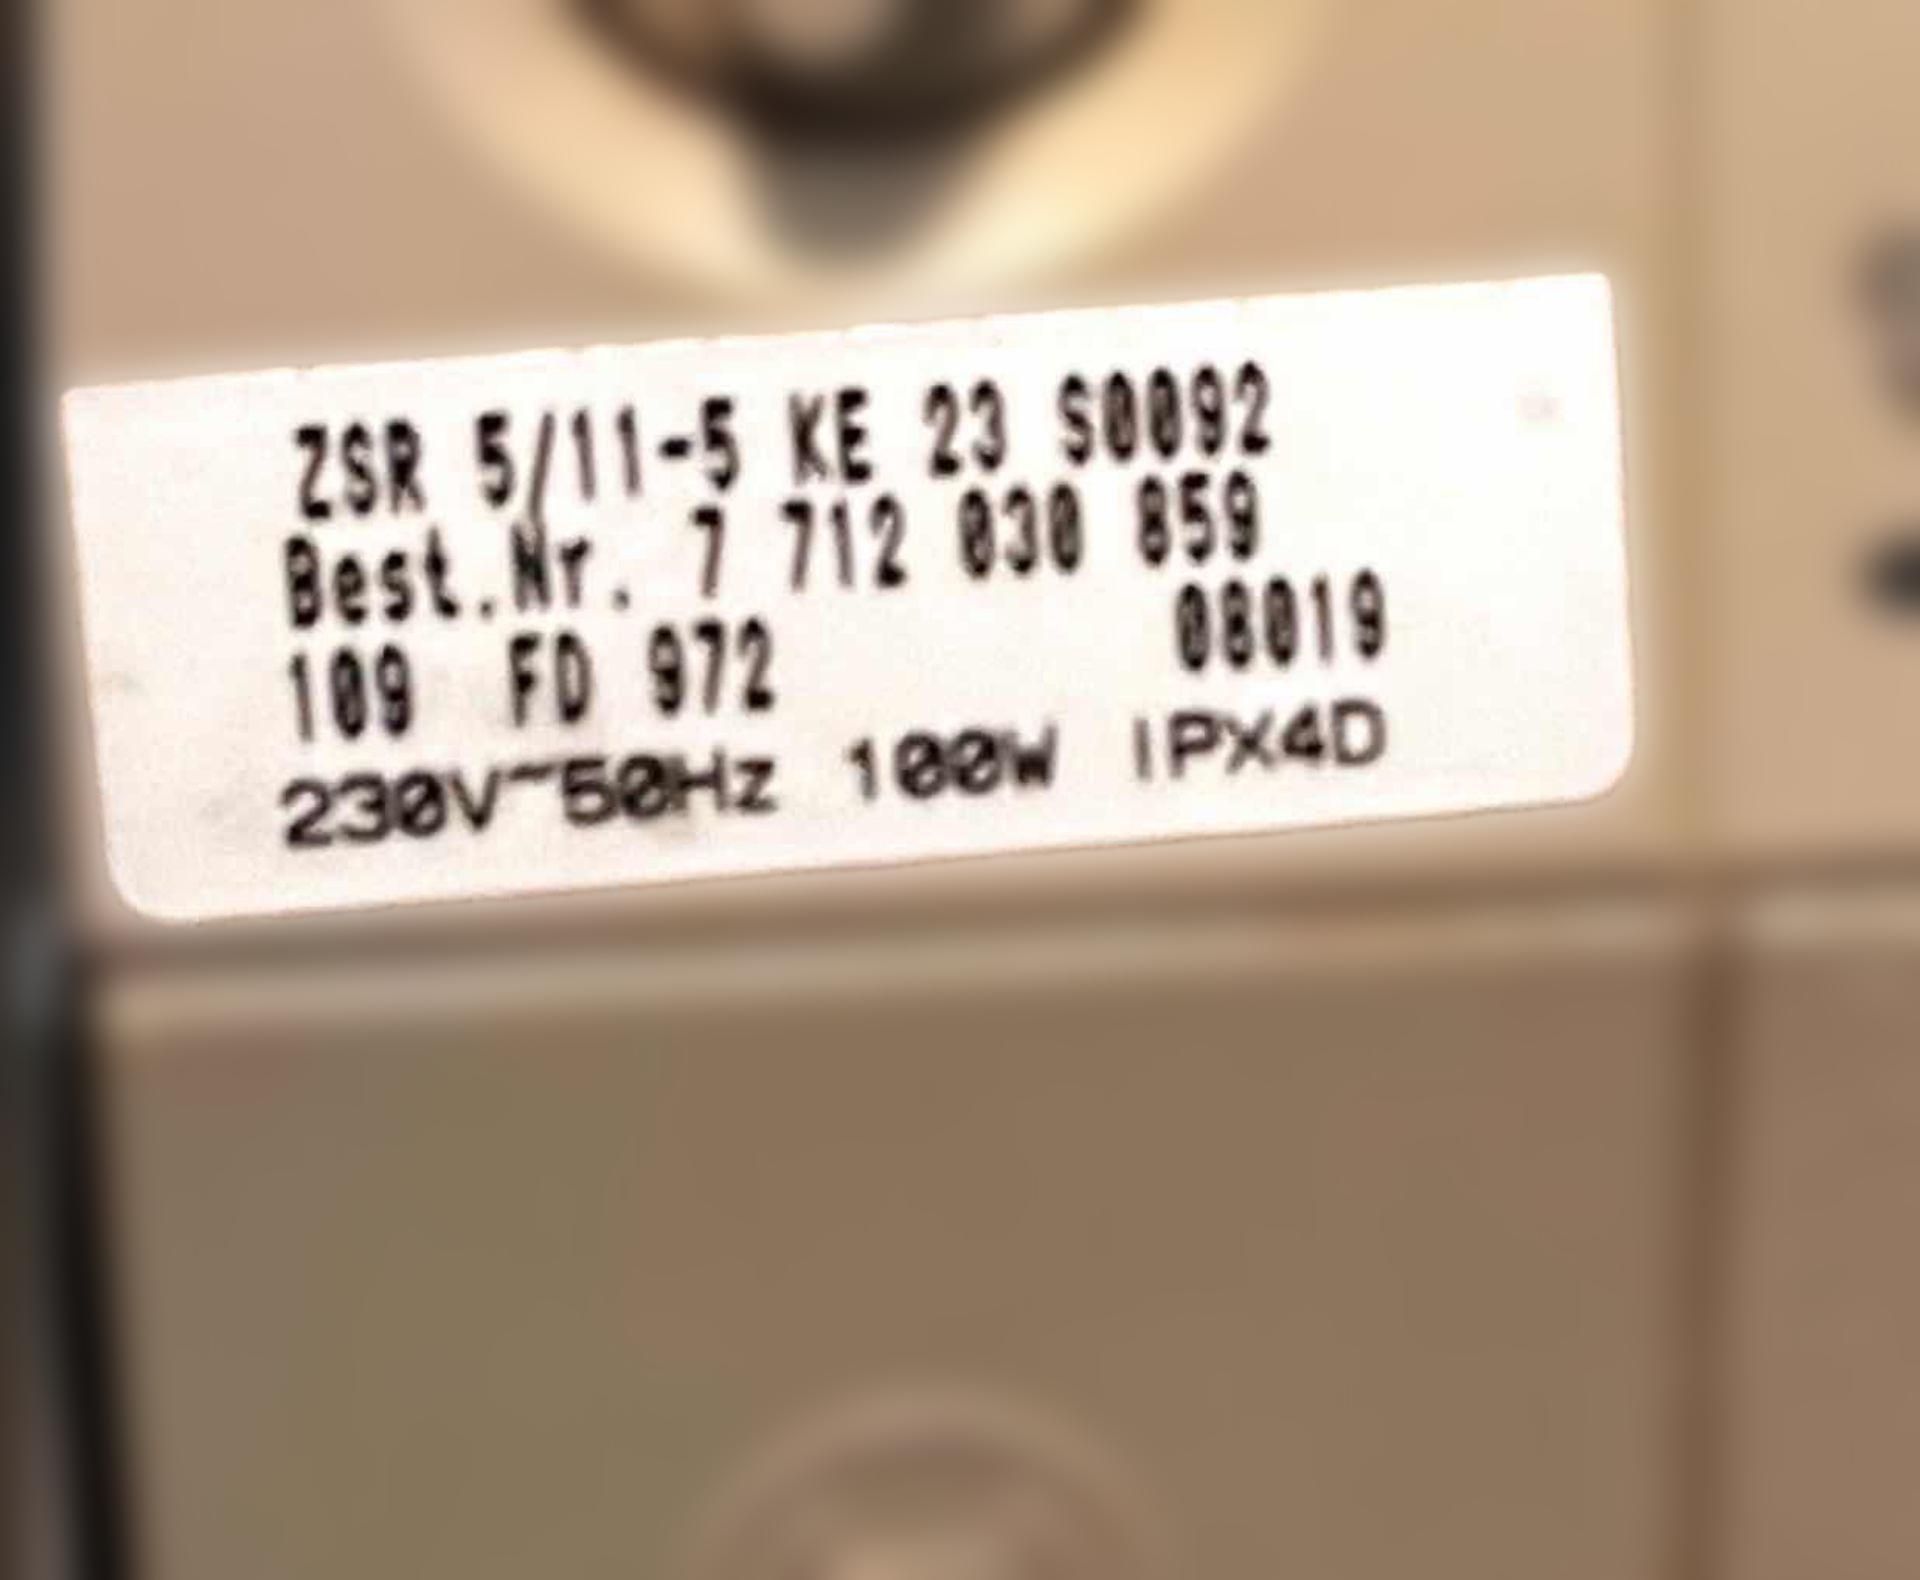 ZSR 5/11-5 KE 23 S0092
Best.Nr. 7 712 030 859
109 FD 972 08019
230V~50Hz 100W IPX4D